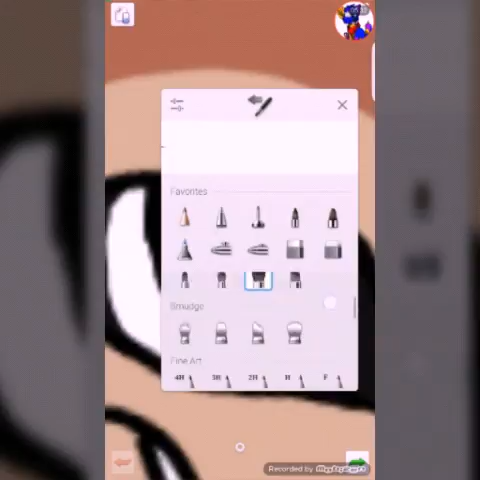 Favorites
Smudge
Fine Art
4H 3H 2H H F
Recorded by